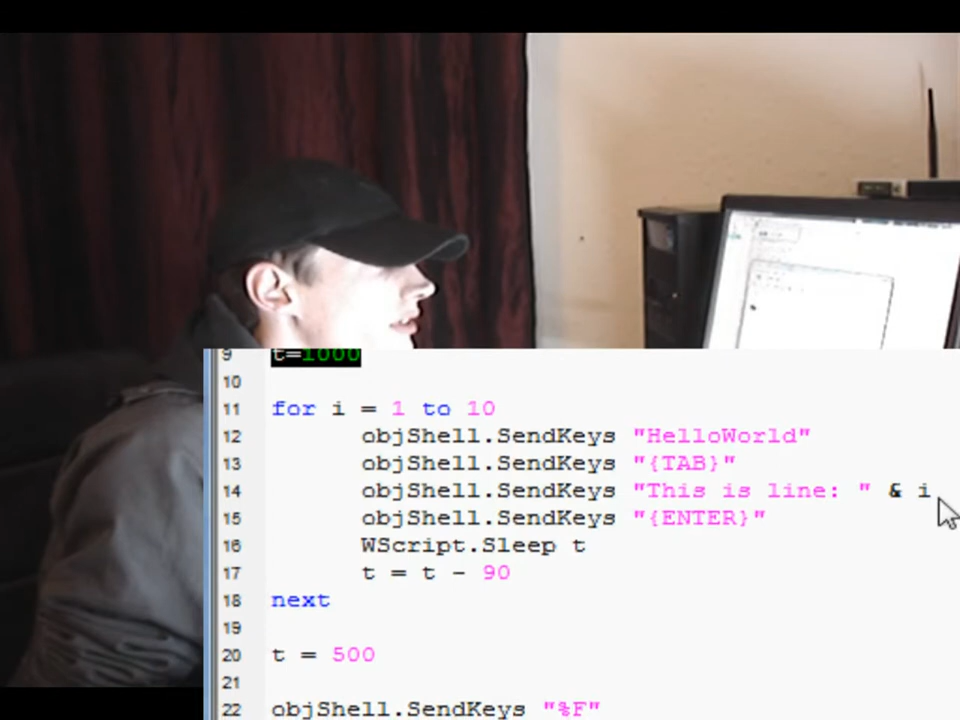 9 t=1000
10
11 for i = 1 to 10
12 objShell.SendKeys "HelloWorld"
13 objShell.SendKeys "{TAB}"
14 objShell.SendKeys "This is line: " & i
15 objShell.SendKeys "{ENTER}"
16 WScript.Sleep t
17 t = t - 90
18 next
19
20 t = 500
21
22 objShell.SendKeys "%F"